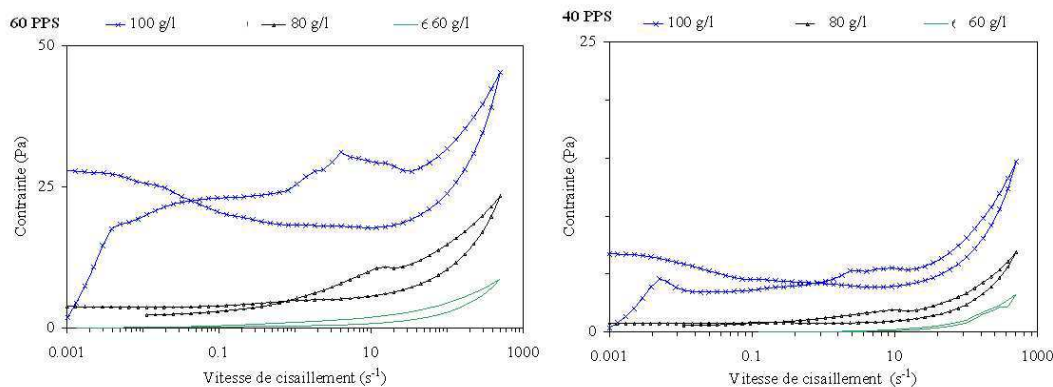 60 PPS 100 g/l 80 g/l 60 g/l
50
25
0
Contrainte (Pa)
0.001 0.1 10 1000
Vitesse de cisaillement (s⁻¹)
40 PPS 100 g/l 80 g/l 60 g/l
25
0
Contrainte (Pa)
0.001 0.1 10 1000
Vitesse de cisaillement (s⁻¹)